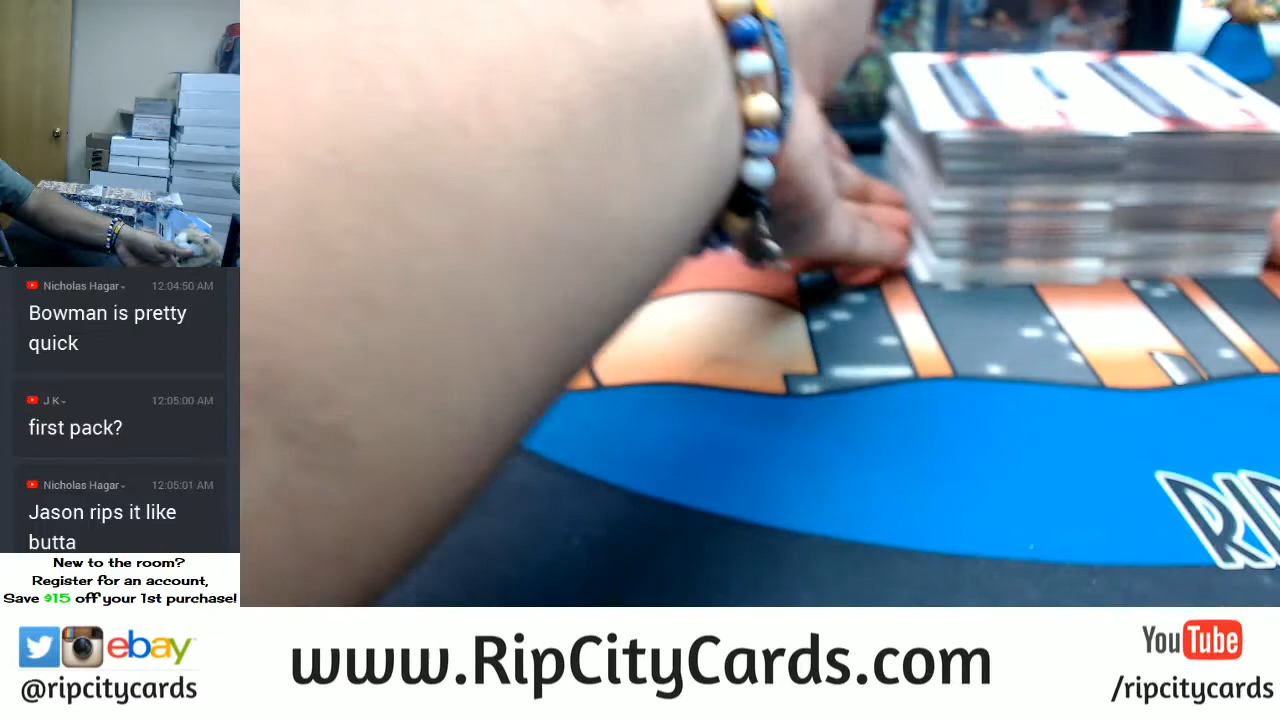 Nicholas Hagar 12:04:50 AM
Bowman is pretty
quick
J K 12:05:00 AM
first pack?
Nicholas Hagar 12:05:01 AM
Jason rips it like
butta
New to the room?
Register for an account,
Save $15 off your 1st purchase!
ebay
@ripcitycards
www.RipCityCards.com
YouTube
/ripcitycards
RIP